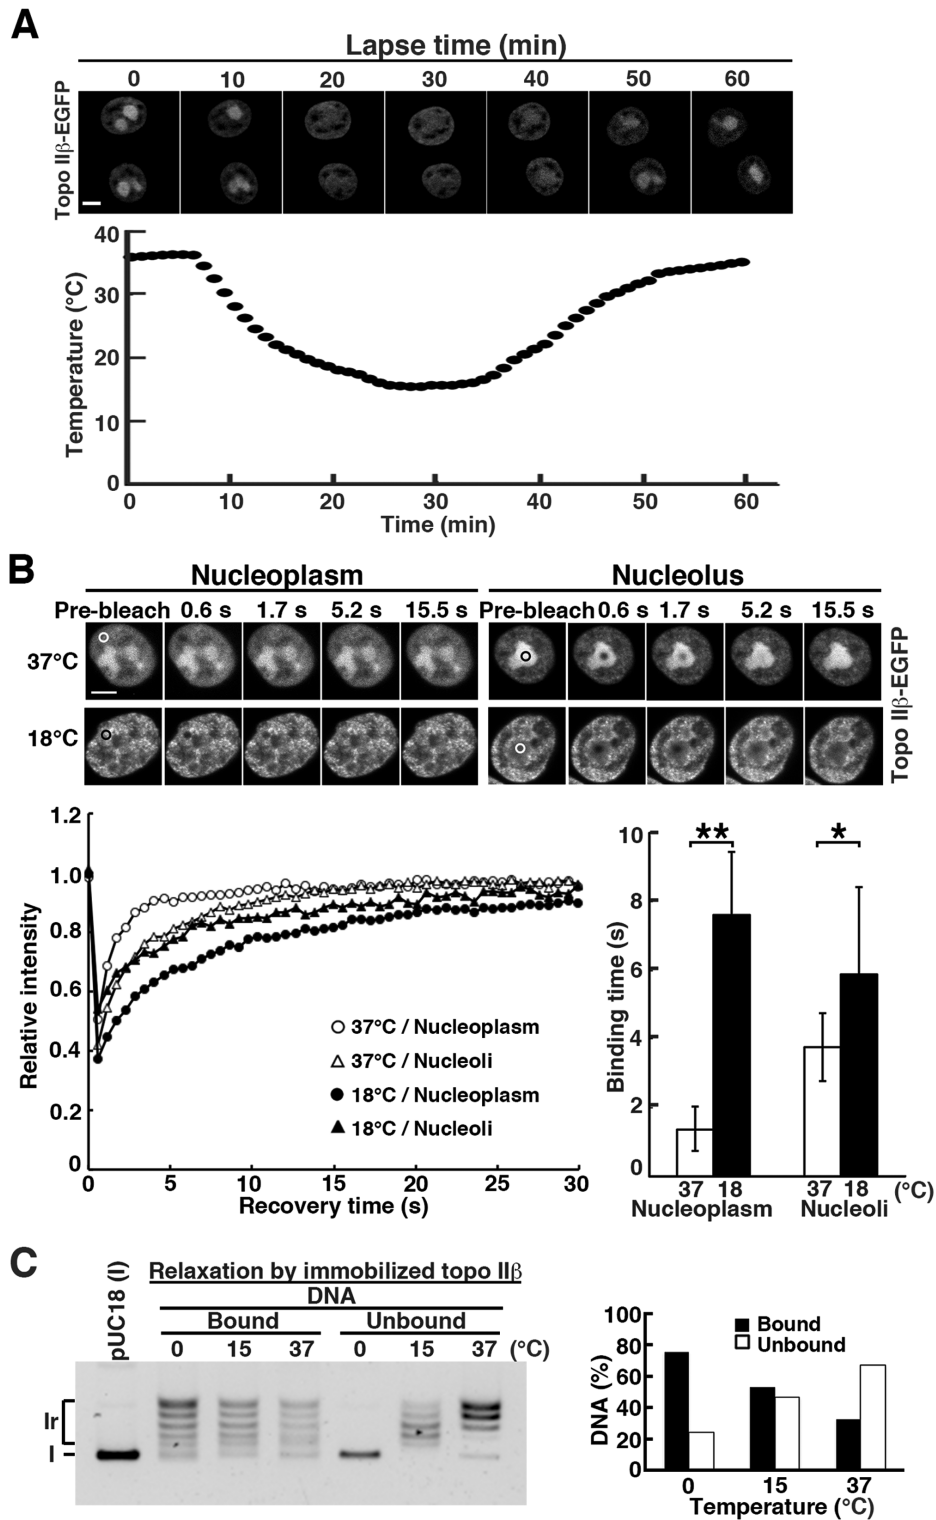 A
Lapse time (min)
0 10 20 30 40 50 60
Topo IIβ-EGFP
40
30
20
10
0
Temperature (°C)
0 10 20 30 40 50 60
Time (min)
B
Nucleoplasm Nucleolus
Pre-bleach 0.6 s 1.7 s 5.2 s 15.5 s Pre-bleach 0.6 s 1.7 s 5.2 s 15.5 s
37°C
18°C
Topo IIβ-EGFP
1.2
1.0
0.8
0.6
0.4
0.2
0
Relative intensity
37°C / Nucleoplasm
37°C / Nucleoli
18°C / Nucleoplasm
18°C / Nucleoli
0 5 10 15 20 25 30
Recovery time (s)
10
8
6
4
2
0
Binding time (s)
** *
37 18 37 18 (°C)
Nucleoplasm Nucleoli
C
pUC18 (I)
Relaxation by immobilized topo IIβ
DNA
Bound Unbound
0 15 37 0 15 37 (°C)
Ir
I
100
80
60
40
20
0
DNA (%)
Bound
Unbound
0 15 37
Temperature (°C)